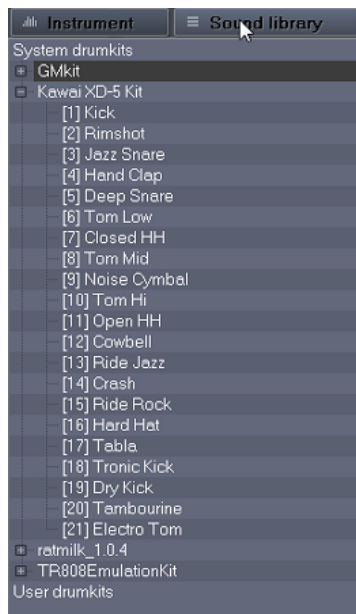 Instrument Sound library
System drumkits
GMkit
Kawai XD-5 Kit
[1] Kick
[2] Rimshot
[3] Jazz Snare
[4] Hand Clap
[5] Deep Snare
[6] Tom Low
[7] Closed HH
[8] Tom Mid
[9] Noise Cymbal
[10] Tom Hi
[11] Open HH
[12] Cowbell
[13] Ride Jazz
[14] Crash
[15] Ride Rock
[16] Hard Hat
[17] Tabla
[18] Tronic Kick
[19] Dry Kick
[20] Tambourine
[21] Electro Tom
ratmilk_1.0.4
TR808EmulationKit
User drumkits